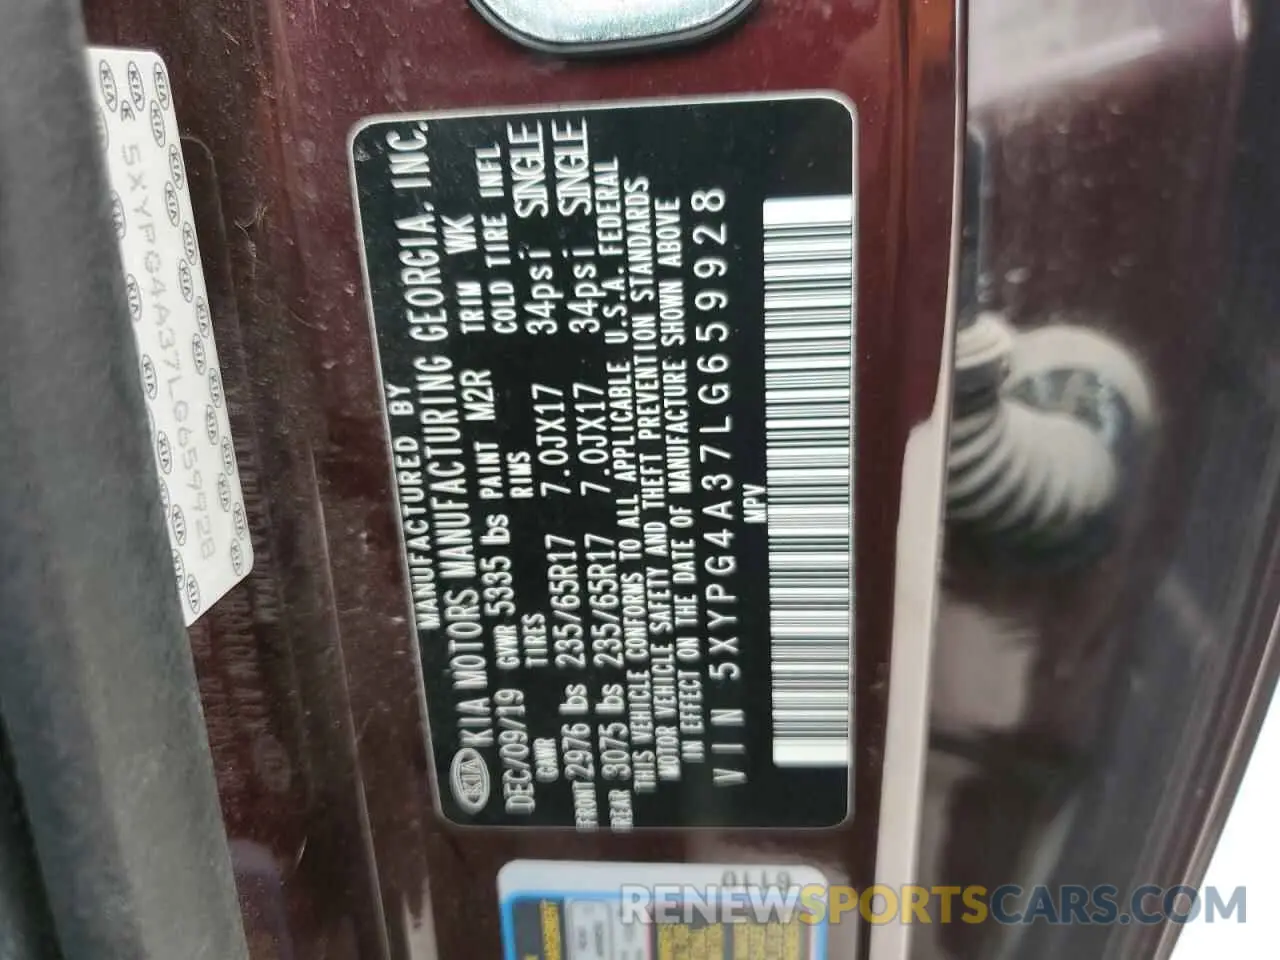 MANUFACTURED BY
KIA KIA MOTORS MANUFACTURING GEORGIA, INC.
DEC/09/19 GVWR 5335 lbs PAINT M2R TRIM WK
GAWR TIRES RIMS COLD TIRE INFL
FRONT 2976 lbs 235/65R17 7.0JX17 34psi SINGLE
REAR 3075 lbs 235/65R17 7.0JX17 34psi SINGLE
THIS VEHICLE CONFORMS TO ALL APPLICABLE U.S.A. FEDERAL
MOTOR VEHICLE SAFETY AND THEFT PREVENTION STANDARDS
IN EFFECT ON THE DATE OF MANUFACTURE SHOWN ABOVE
VIN 5XYPG4A37LG659928
MPV
5XYPG4A37LG659928
RENEWSPORTSCARS.COM